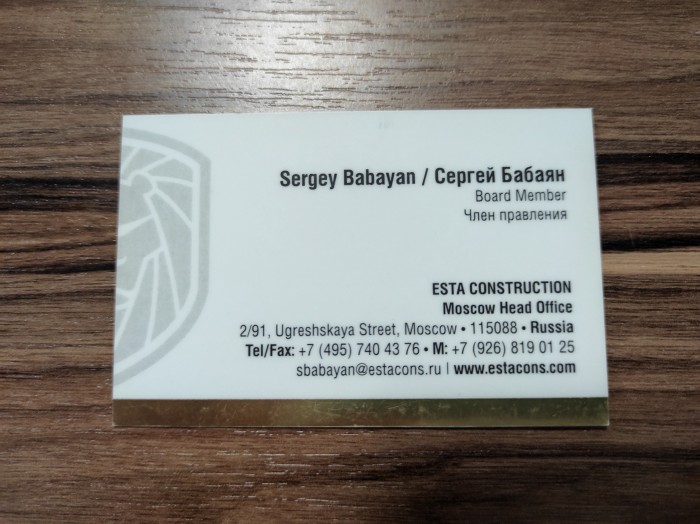 Sergey Babayan / Сергей Бабаян
Board Member
Член правления
ESTA CONSTRUCTION
Moscow Head Office
2/91, Ugreshskaya Street, Moscow • 115088 • Russia
Tel/Fax: +7 (495) 740 43 76 • M: +7 (926) 819 01 25
sbabayan@estacons.ru | www.estacons.com